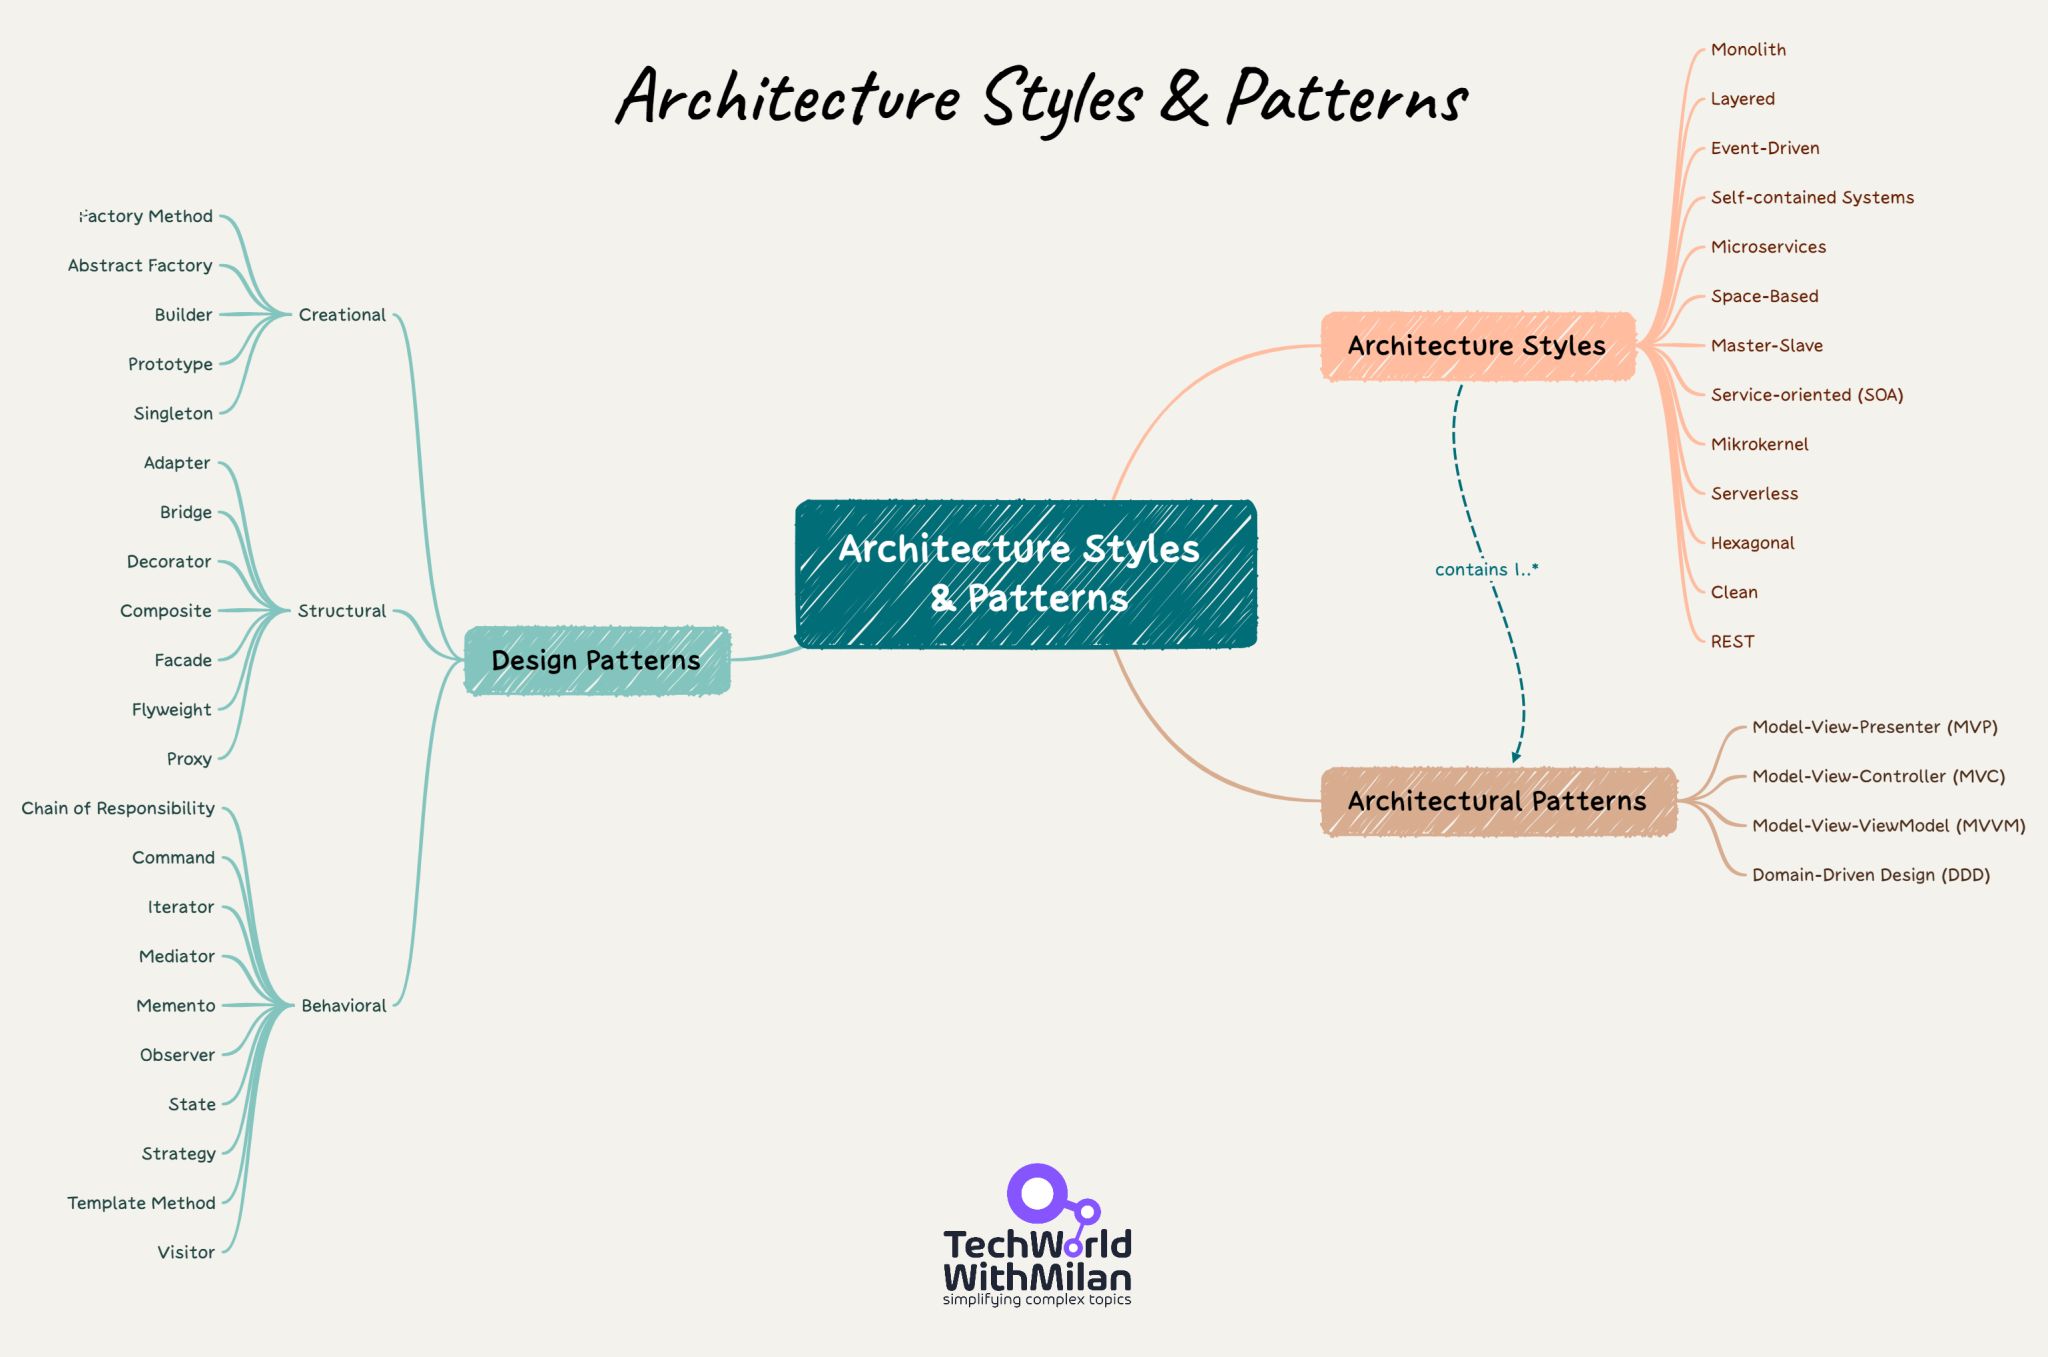 Architecture Styles & Patterns
Factory Method
Abstract Factory
Builder
Prototype
Singleton
Creational
Adapter
Bridge
Decorator
Composite
Facade
Flyweight
Proxy
Structural
Chain of Responsibility
Command
Iterator
Mediator
Memento
Observer
State
Strategy
Template Method
Visitor
Behavioral
Design Patterns
Architecture Styles
& Patterns
Architecture Styles
Monolith
Layered
Event-Driven
Self-contained Systems
Microservices
Space-Based
Master-Slave
Service-oriented (SOA)
Mikrokernel
Serverless
Hexagonal
Clean
REST
contains 1..*
Architectural Patterns
Model-View-Presenter (MVP)
Model-View-Controller (MVC)
Model-View-ViewModel (MVVM)
Domain-Driven Design (DDD)
TechWorld
WithMilan
simplifying complex topics